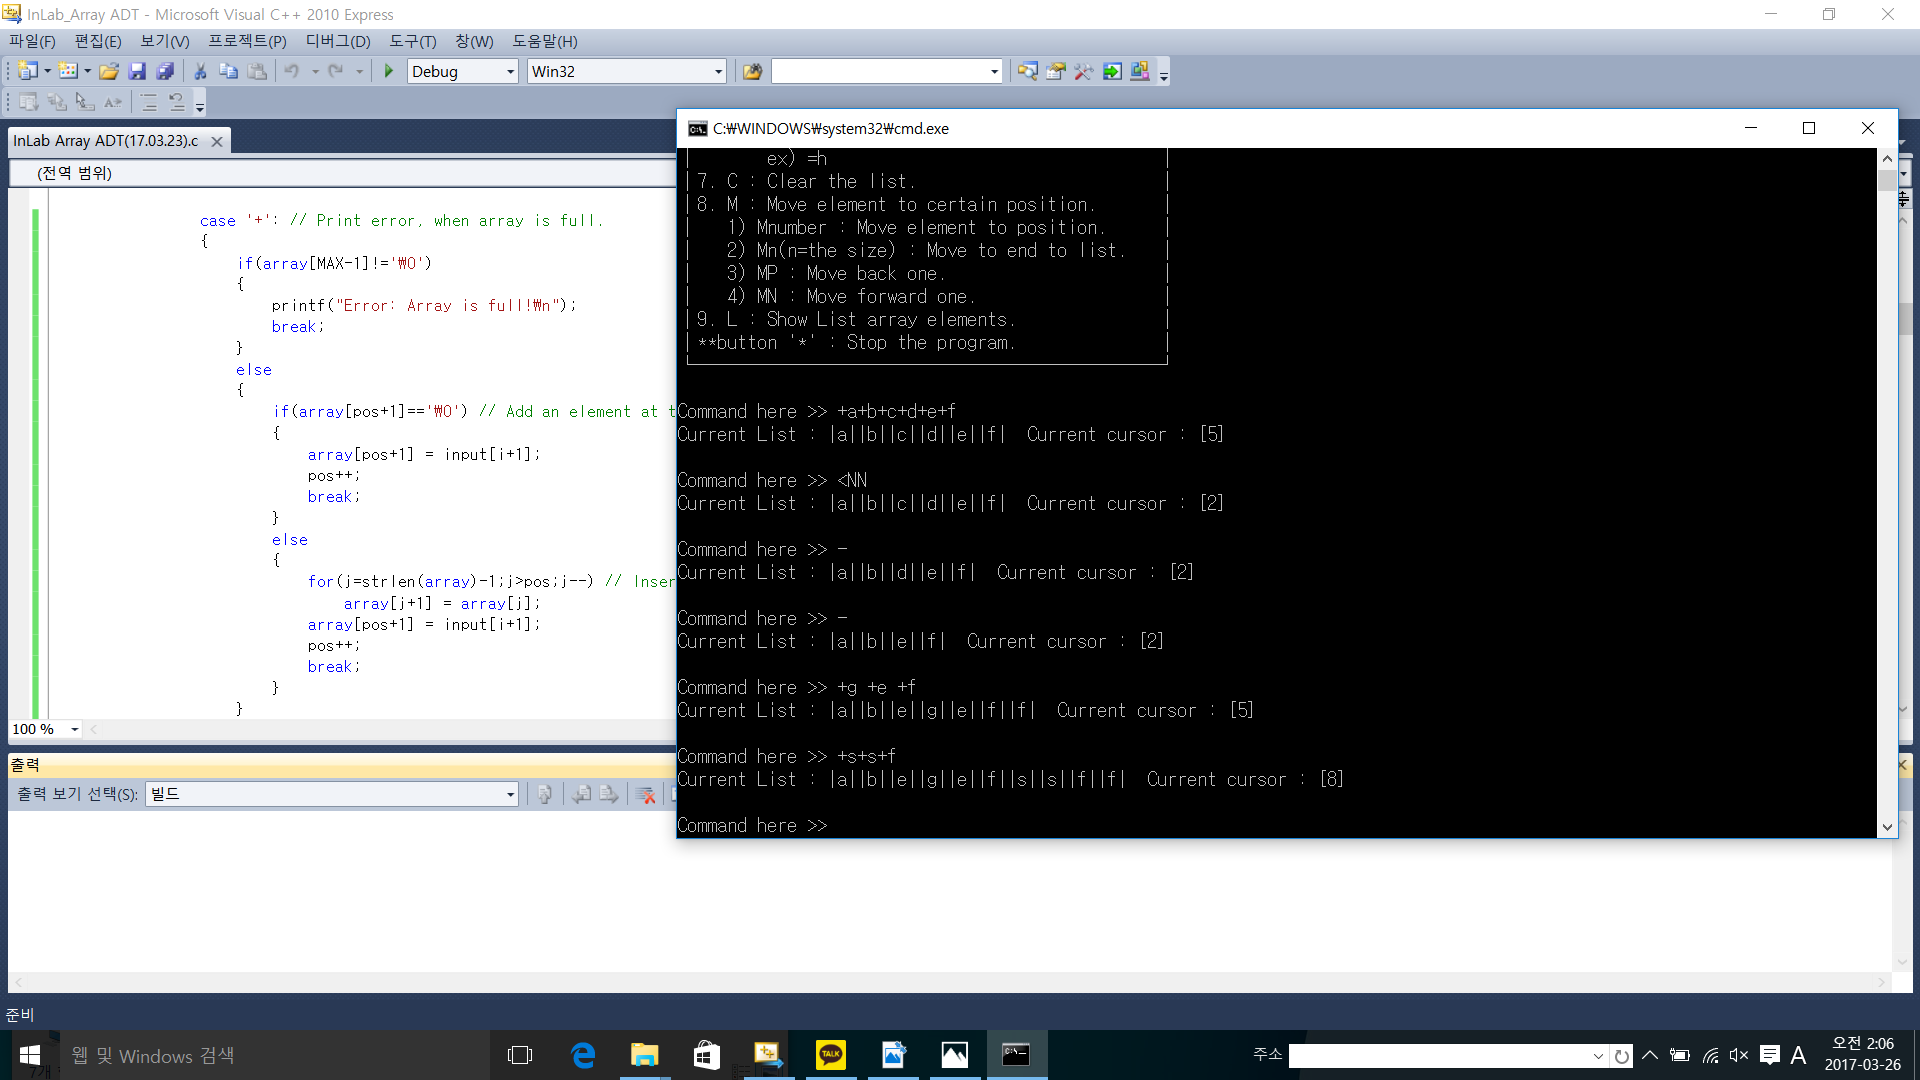 InLab_Array ADT - Microsoft Visual C++ 2010 Express
파일(F) 편집(E) 보기(V) 프로젝트(P) 디버그(D) 도구(T) 창(W) 도움말(H)
Debug Win32
InLab Array ADT(17.03.23).c
(전역 범위)
case '+': // Print error, when array is full.
{
if(array[MAX-1]!='₩0')
{
printf("Error: Array is full!₩n");
break;
}
else
{
if(array[pos+1]=='₩0') // Add an element at t
{
array[pos+1] = input[i+1];
pos++;
break;
}
else
{
for(j=strlen(array)-1;j>pos;j--) // Inser
array[j+1] = array[j];
array[pos+1] = input[i+1];
pos++;
break;
}
}
100 %
출력
출력 보기 선택(S): 빌드
준비
C:₩WINDOWS₩system32₩cmd.exe
ex) =h
7. C : Clear the list.
8. M : Move element to certain position.
1) Mnumber : Move element to position.
2) Mn(n=the size) : Move to end to list.
3) MP : Move back one.
4) MN : Move forward one.
9. L : Show List array elements.
**button '*' : Stop the program.
Command here >> +a+b+c+d+e+f
Current List : |a||b||c||d||e||f|  Current cursor : [5]
Command here >> <NN
Current List : |a||b||c||d||e||f|  Current cursor : [2]
Command here >> -
Current List : |a||b||d||e||f|  Current cursor : [2]
Command here >> -
Current List : |a||b||e||f|  Current cursor : [2]
Command here >> +g +e +f
Current List : |a||b||e||g||e||f||f|  Current cursor : [5]
Command here >> +s+s+f
Current List : |a||b||e||g||e||f||s||s||f||f|  Current cursor : [8]
Command here >>
웹 및 Windows 검색
7개
TALK
주소
A
오전 2:06
2017-03-26